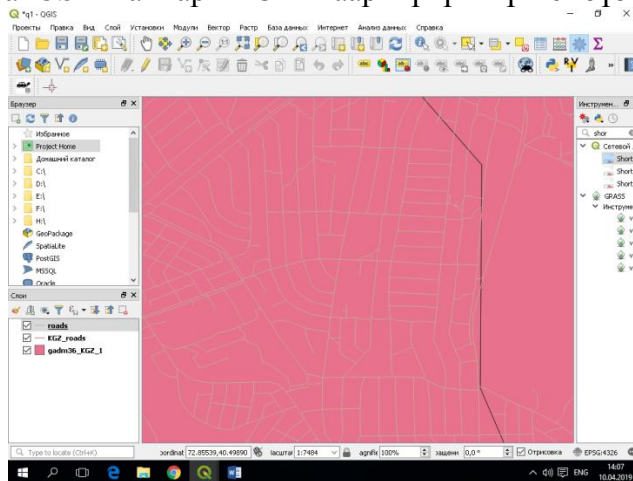 *q1 - QGIS
Проекты Правка Вид Слой Установки Модули Вектор Растр Базы данных Интернет Анализ данных Справка
Браузер
Избранное
Project Home
Домашний каталог
C:\
D:\
E:\
F:\
H:\
GeoPackage
SpatiaLite
PostGIS
MSSQL
Oracle
Слои
roads
KGZ_roads
gadm36_KGZ_1
Инструмен...
shor
Сетевой
Short
Short
Short
GRASS
Инструме
Type to locate (Ctrl+K)
oordinat 72.85539,40.49890 1:7484 agnifi 100% 0,0 ° Отрисовка EPSG:4326
ENG
14:07
10.04.2019